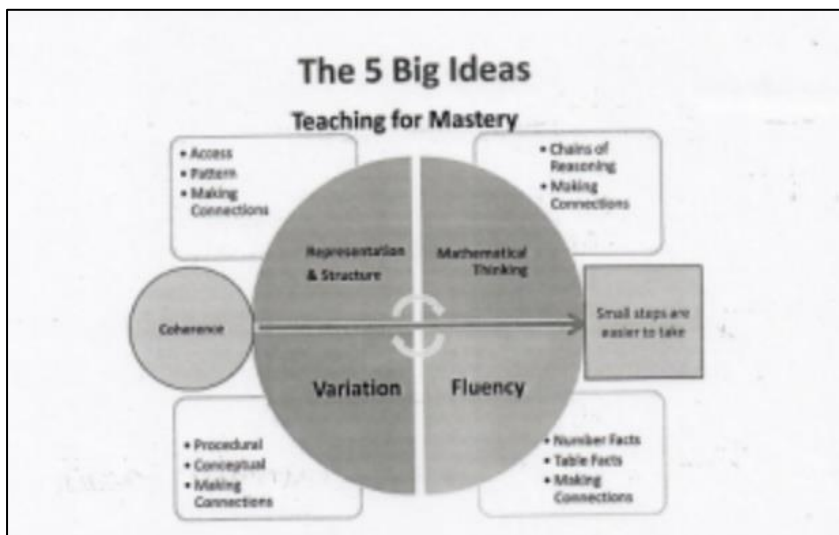 The 5 Big Ideas
Teaching for Mastery
• Access
• Pattern
• Making
Connections
• Chains of
Reasoning
• Making
Connections
Representation
& Structure
Mathematical
Thinking
Coherence
Small steps are
easier to take
Variation
Fluency
• Procedural
• Conceptual
• Making
Connections
• Number Facts
• Table Facts
• Making
Connections